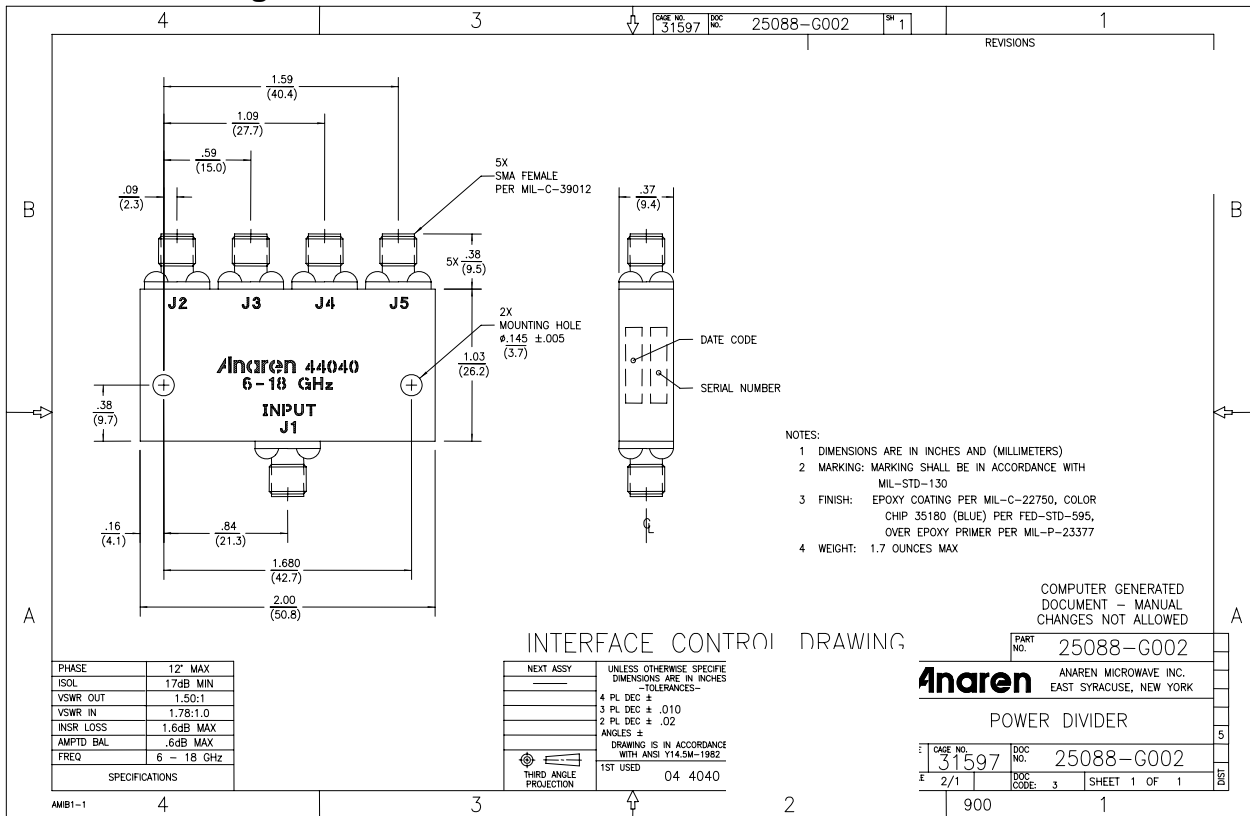 4
3
CAGE NO.
31597
DOC NO.
25088-G002
SH 1
1
REVISIONS
1.59
(40.4)
1.09
(27.7)
.59
(15.0)
.09
(2.3)
5X
SMA FEMALE
PER MIL-C-39012
.37
(9.4)
B
B
5X .38
(9.5)
J2 J3 J4 J5
2X
MOUNTING HOLE
ø.145 ±.005
(3.7)
Anaren 44040
6-18 GHz
INPUT
J1
1.03
(26.2)
.38
(9.7)
DATE CODE
SERIAL NUMBER
NOTES:
1 DIMENSIONS ARE IN INCHES AND (MILLIMETERS)
2 MARKING: MARKING SHALL BE IN ACCORDANCE WITH
MIL-STD-130
3 FINISH: EPOXY COATING PER MIL-C-22750, COLOR
CHIP 35180 (BLUE) PER FED-STD-595,
OVER EPOXY PRIMER PER MIL-P-23377
4 WEIGHT: 1.7 OUNCES MAX
.16
(4.1)
.84
(21.3)
1.680
(42.7)
2.00
(50.8)
℄
COMPUTER GENERATED
DOCUMENT - MANUAL
CHANGES NOT ALLOWED
A
A
INTERFACE CONTROL DRAWING
PHASE 12° MAX
ISOL 17dB MIN
VSWR OUT 1.50:1
VSWR IN 1.78:1.0
INSR LOSS 1.6dB MAX
AMPTD BAL .6dB MAX
FREQ 6 - 18 GHz
SPECIFICATIONS
NEXT ASSY
THIRD ANGLE
PROJECTION
UNLESS OTHERWISE SPECIFIE
DIMENSIONS ARE IN INCHES
-TOLERANCES-
4 PL DEC ±
3 PL DEC ± .010
2 PL DEC ± .02
ANGLES ±
DRAWING IS IN ACCORDANCE
WITH ANSI Y14.5M-1982
1ST USED
04 4040
PART NO.
25088-G002
Anaren
ANAREN MICROWAVE INC.
EAST SYRACUSE, NEW YORK
POWER DIVIDER
5
CAGE NO.
31597
DOC NO.
25088-G002
2/1
DOC CODE: 3
SHEET 1 OF 1
DIST
AMIB1-1
4
3
2
900
1